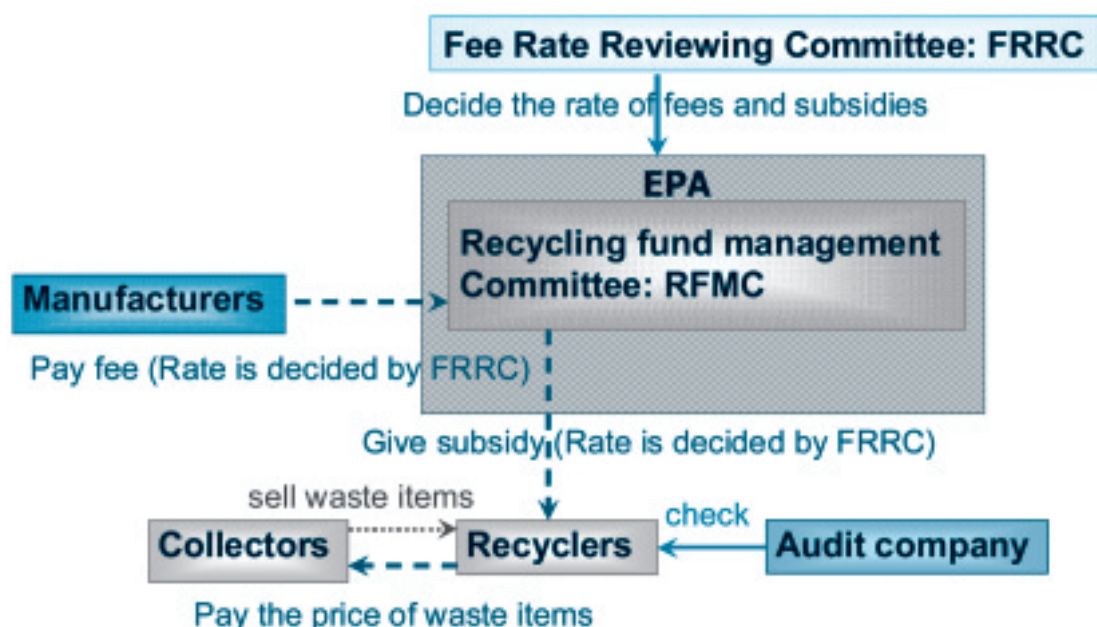 Fee Rate Reviewing Committee: FRRC
Decide the rate of fees and subsidies
EPA
Recycling fund management
Committee: RFMC
Manufacturers
Pay fee (Rate is decided by FRRC)
Give subsidy (Rate is decided by FRRC)
sell waste items
Collectors
Recyclers
check
Audit company
Pay the price of waste items